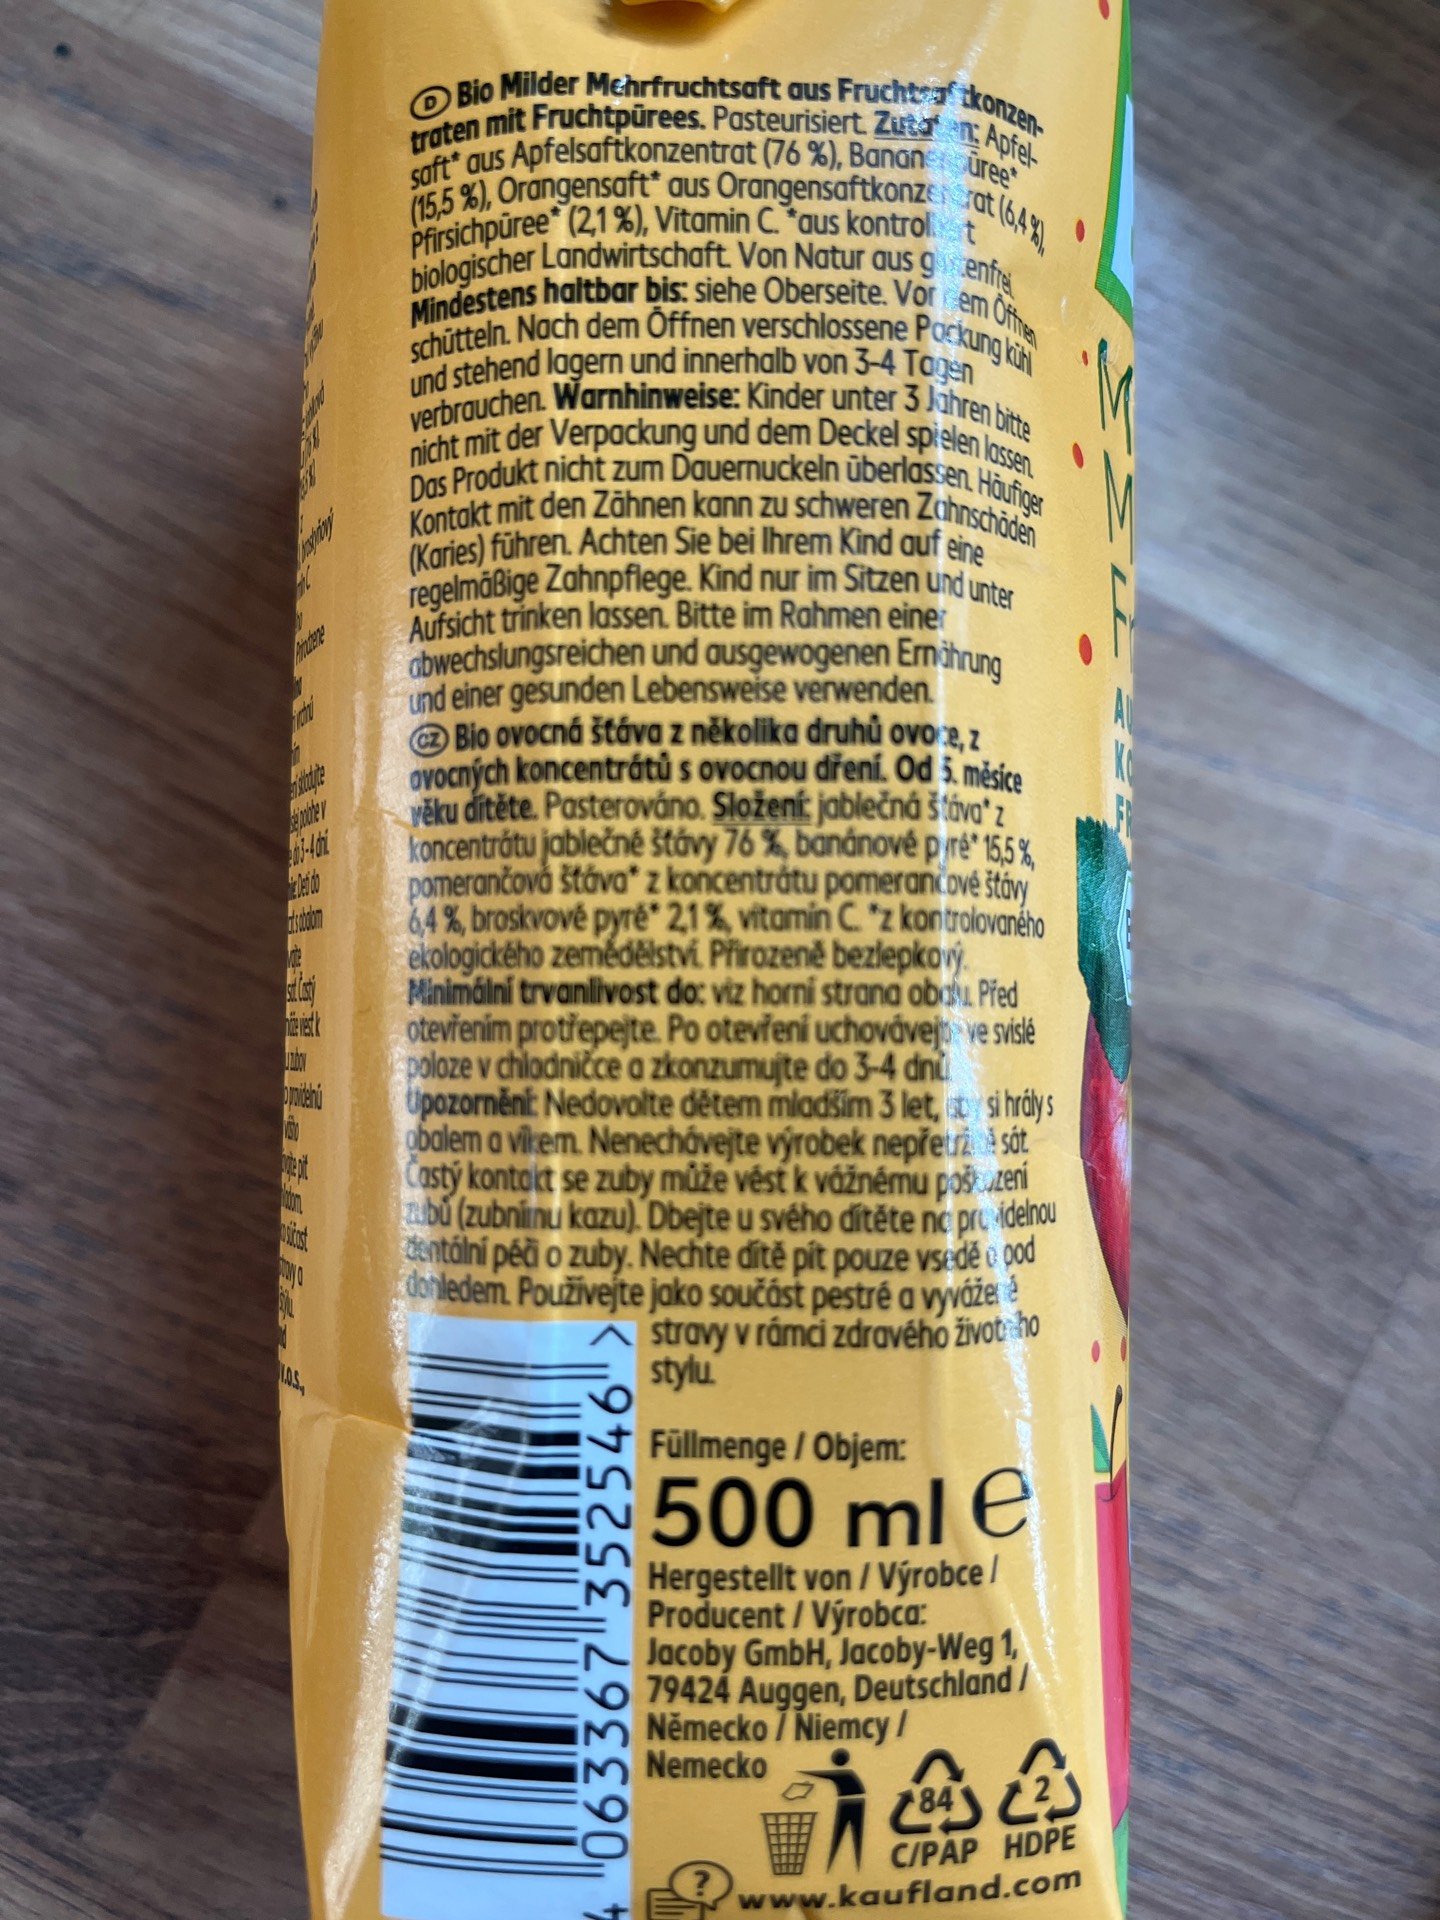 D Bio Milder Mehrfruchtsaft aus Fruchtsaftkonzen-
traten mit Fruchtpürees. Pasteurisiert. Zutaten: Apfel-
saft* aus Apfelsaftkonzentrat (76 %), Bananenpüree*
(15,5 %), Orangensaft* aus Orangensaftkonzentrat (6,4 %),
Pfirsichpüree* (2,1 %), Vitamin C. *aus kontrolliert
biologischer Landwirtschaft. Von Natur aus glutenfrei.
Mindestens haltbar bis: siehe Oberseite. Vor dem Öffnen
schütteln. Nach dem Öffnen verschlossene Packung kühl
und stehend lagern und innerhalb von 3-4 Tagen
verbrauchen. Warnhinweise: Kinder unter 3 Jahren bitte
nicht mit der Verpackung und dem Deckel spielen lassen.
Das Produkt nicht zum Dauernuckeln überlassen. Häufiger
Kontakt mit den Zähnen kann zu schweren Zahnschäden
(Karies) führen. Achten Sie bei Ihrem Kind auf eine
regelmäßige Zahnpflege. Kind nur im Sitzen und unter
Aufsicht trinken lassen. Bitte im Rahmen einer
abwechslungsreichen und ausgewogenen Ernährung
und einer gesunden Lebensweise verwenden.
CZ Bio ovocná šťáva z několika druhů ovoce, z
ovocných koncentrátů s ovocnou dření. Od 5. měsíce
věku dítěte. Pasterováno. Složení: jablečná šťáva* z
koncentrátu jablečné šťávy 76 %, banánové pyré* 15,5 %,
pomerančová šťáva* z koncentrátu pomerančové šťávy
6,4 %, broskvové pyré* 2,1 %, vitamín C. *z kontrolovaného
ekologického zemědělství. Přirozeně bezlepkový.
Minimální trvanlivost do: viz horní strana obalu. Před
otevřením protřepejte. Po otevření uchovávejte ve svislé
poloze v chladničce a zkonzumujte do 3-4 dnů.
Upozornění: Nedovolte dětem mladším 3 let, aby si hrály s
obalem a víkem. Nenechávejte výrobek nepřetržitě sát.
Častý kontakt se zuby může vést k vážnému poškození
zubů (zubnímu kazu). Dbejte u svého dítěte na pravidelnou
dentální péči o zuby. Nechte dítě pít pouze vsedě a pod
dohledem. Používejte jako součást pestré a vyvážené
stravy v rámci zdravého životního
stylu.
Füllmenge / Objem:
500 ml e
Hergestellt von / Výrobce /
Producent / Výrobca:
Jacoby GmbH, Jacoby-Weg 1,
79424 Auggen, Deutschland /
Německo / Niemcy /
Nemecko
84
C/PAP
2
HDPE
?
www.kaufland.com
4 063367 352546 >